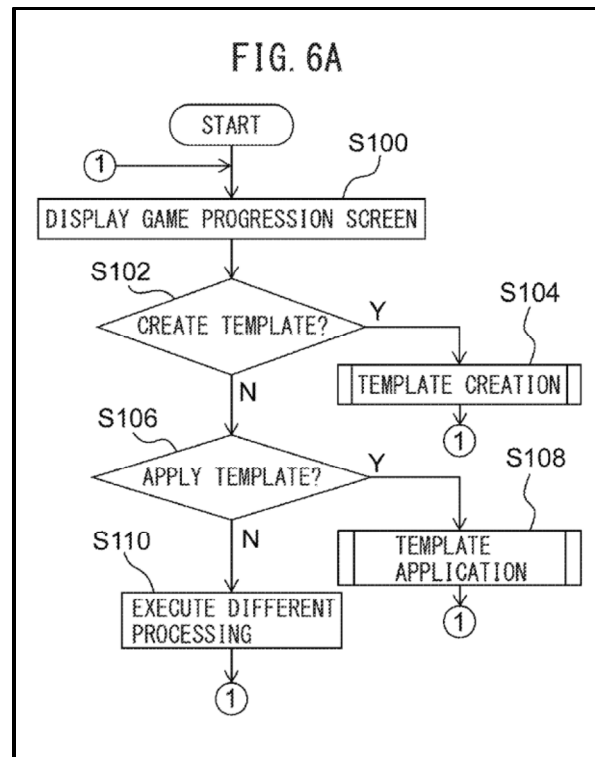 FIG. 6A
START
1
S100
DISPLAY GAME PROGRESSION SCREEN
S102
CREATE TEMPLATE?
Y
S104
TEMPLATE CREATION
1
N
S106
APPLY TEMPLATE?
Y
S108
TEMPLATE
APPLICATION
1
N
S110
EXECUTE DIFFERENT
PROCESSING
1